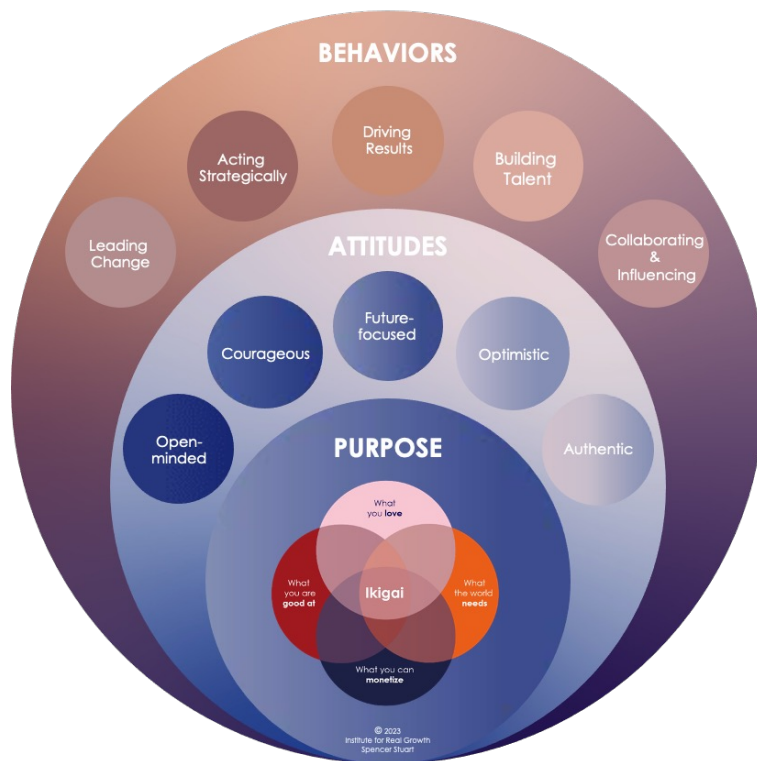 BEHAVIORS
Leading
Change
Acting
Strategically
Driving
Results
Building
Talent
Collaborating
&
Influencing
ATTITUDES
Open-
minded
Courageous
Future-
focused
Optimistic
Authentic
PURPOSE
What
you love
What
you are
good at
Ikigai
What
the world
needs
What you can
monetize
© 2023
Institute for Real Growth
Spencer Stuart